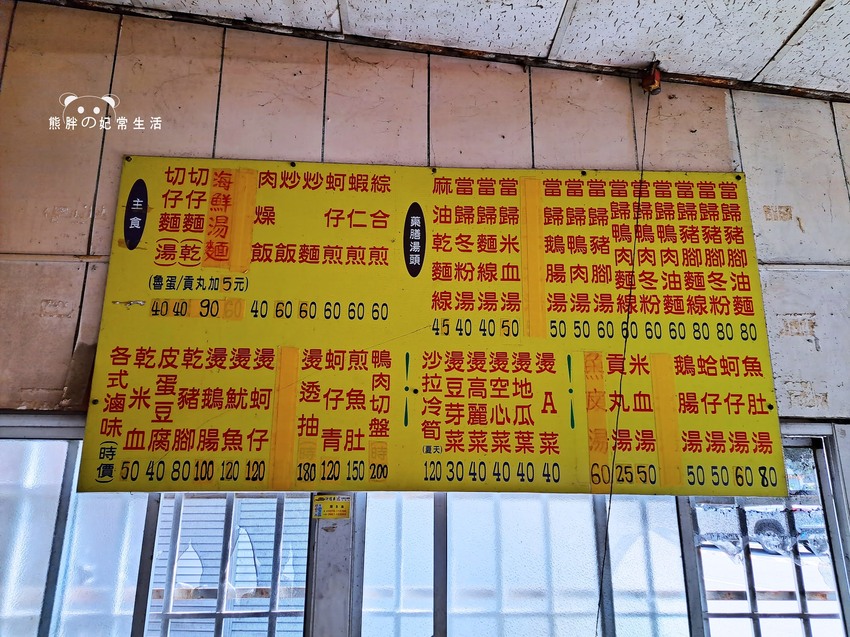 熊胖の妃常生活
主食
切仔麵(湯) 40
切仔麵(乾) 40
海鮮湯麵 90
60
肉燥飯 40
炒飯 60
炒麵 60
蚵仔煎 60
蝦仁煎 60
綜合煎 60
(魯蛋/貢丸加5元)
藥膳湯頭
麻油乾麵線 45
當歸冬粉湯 40
當歸麵線湯 40
當歸米血湯 50
當歸鵝腸湯 50
當歸鴨肉湯 50
當歸豬腳湯 60
當歸鴨肉麵線 60
當歸鴨肉冬粉 60
當歸鴨肉油麵 60
當歸豬腳麵線 80
當歸豬腳冬粉 80
當歸豬腳油麵 80
各式滷味(時價)
乾米血 50
皮蛋豆腐 40
乾豬腳 80
燙鵝腸 100
燙魷魚 120
燙蚵仔 120
燙透抽 180
蚵仔青 120
煎魚肚 150
鴨肉切盤 200
沙拉冷筍(夏天) 120
燙豆芽菜 30
燙高麗菜 40
燙空心菜 40
燙地瓜葉 40
燙A菜 40
魚皮湯 60
貢丸湯 25
米血湯 50
鵝腸湯 50
蛤仔湯 50
蚵仔湯 60
魚肚湯 80